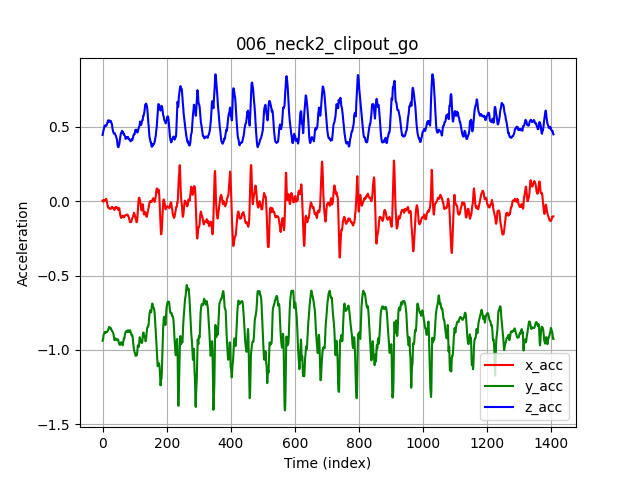 006_neck2_clipout_go
Acceleration
0.5
0.0
−0.5
−1.0
−1.5
0
200
400
600
800
1000
1200
1400
Time (index)
x_acc
y_acc
z_acc